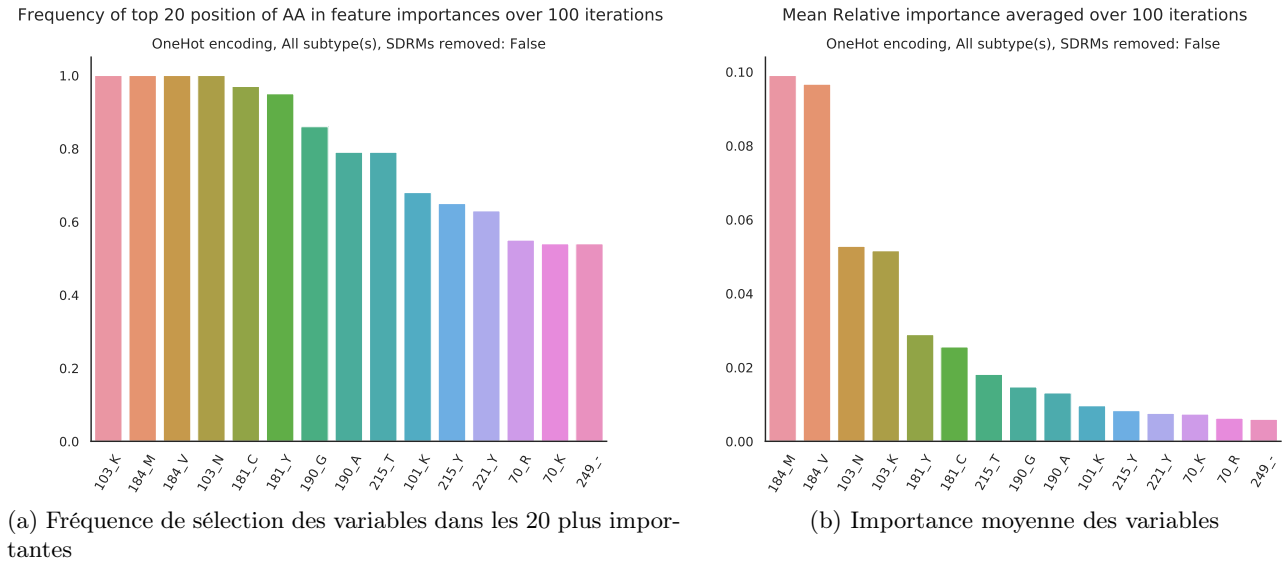 Frequency of top 20 position of AA in feature importances over 100 iterations
OneHot encoding, All subtype(s), SDRMs removed: False
1.0
0.8
0.6
0.4
0.2
0.0
103_K 184_M 184_V 103_N 181_C 181_Y 190_G 190_A 215_T 101_K 215_Y 221_Y 70_R 70_K 249_-
(a) Fréquence de sélection des variables dans les 20 plus impor-
tantes
Mean Relative importance averaged over 100 iterations
OneHot encoding, All subtype(s), SDRMs removed: False
0.10
0.08
0.06
0.04
0.02
0.00
184_M 184_V 103_N 103_K 181_Y 181_C 215_T 190_G 190_A 101_K 215_Y 221_Y 70_K 70_R 249_-
(b) Importance moyenne des variables